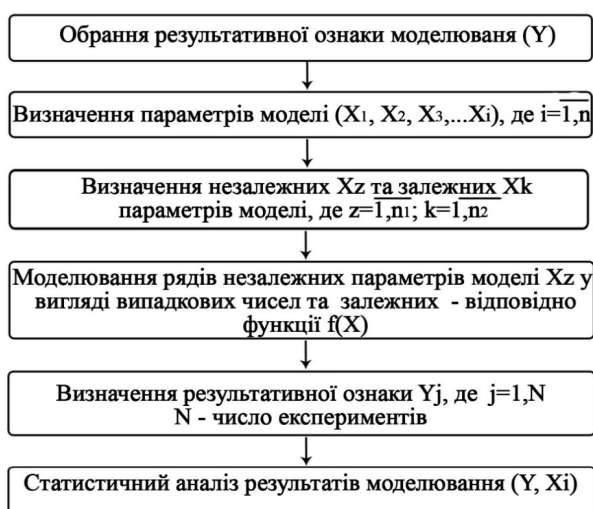 Обрання результативної ознаки моделюваня (Y)
Визначення параметрів моделі (X₁, X₂, X₃,...Xi), де i=1,n
Визначення незалежних Xz та залежних Xk
параметрів моделі, де z=1,n₁; k=1,n₂
Моделювання рядів незалежних параметрів моделі Xz у
вигляді випадкових чисел та залежних - відповідно
функції f(X)
Визначення результативної ознаки Yj, де j=1,N
N - число експериментів
Статистичний аналіз результатів моделювання (Y, Xi)